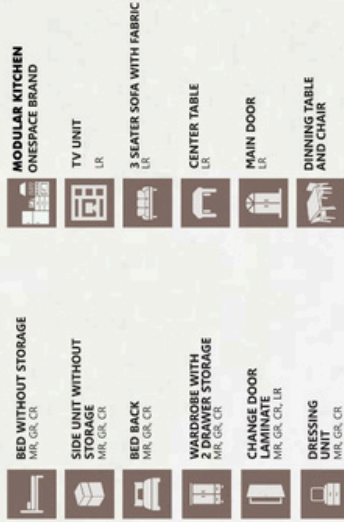 MODULAR KITCHEN
ONESPACE BRAND
TV UNIT
LR
3 SEATER SOFA WITH FABRIC
LR
CENTER TABLE
LR
MAIN DOOR
LR
DINNING TABLE
AND CHAIR
BED WITHOUT STORAGE
MR, GR, CR
SIDE UNIT WITHOUT
STORAGE
MR, GR, CR
BED BACK
MR, GR, CR
WARDROBE WITH
2 DRAWER STORAGE
MR, GR, CR
CHANGE DOOR
LAMINATE
MR, GR, CR, LR
DRESSING
UNIT
MR, GR, CR